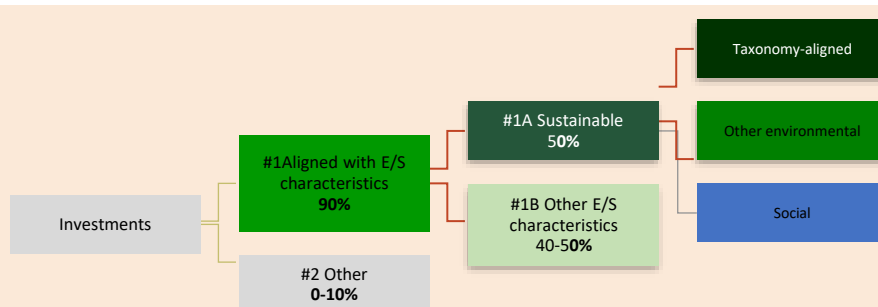 Investments
#1Aligned with E/S
characteristics
90%
#2 Other
0-10%
#1A Sustainable
50%
#1B Other E/S
characteristics
40-50%
Taxonomy-aligned
Other environmental
Social